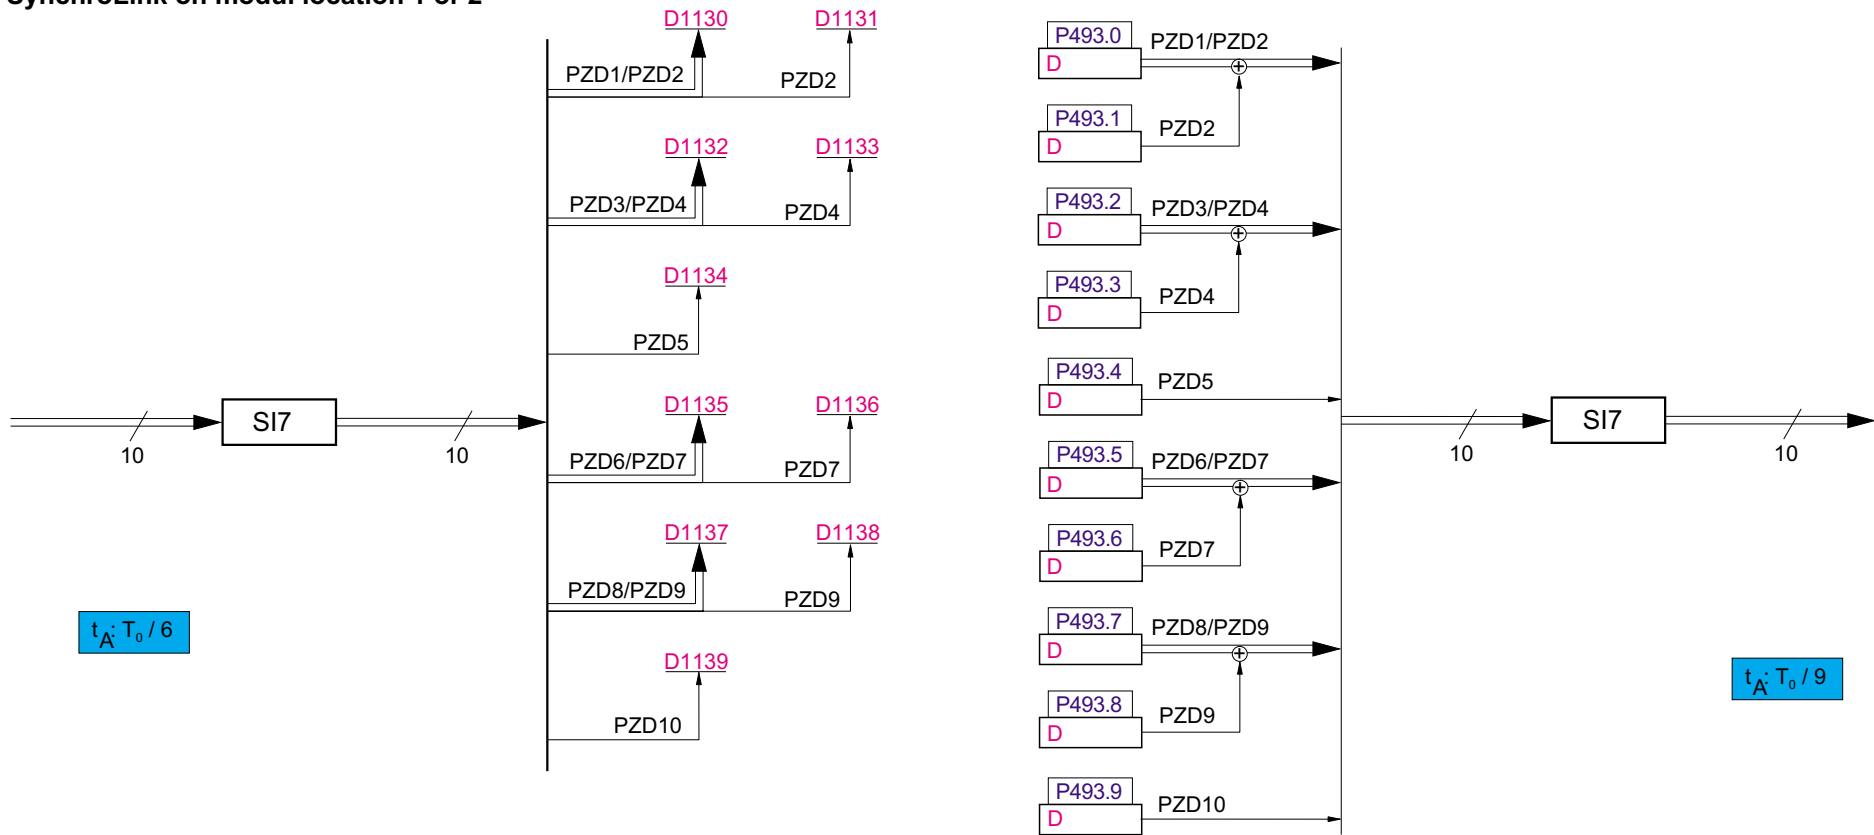 SynchroLink on modul location 1 or 2
D1130 D1131
PZD1/PZD2
PZD2
D1132 D1133
PZD3/PZD4
PZD4
D1134
PZD5
SI7
10
10
D1135 D1136
PZD6/PZD7
PZD7
D1137 D1138
PZD8/PZD9
PZD9
tA: T0 / 6
D1139
PZD10
P493.0
D
PZD1/PZD2
P493.1
D
PZD2
P493.2
D
PZD3/PZD4
P493.3
D
PZD4
P493.4
D
PZD5
SI7
10
10
P493.5
D
PZD6/PZD7
P493.6
D
PZD7
P493.7
D
PZD8/PZD9
tA: T0 / 9
P493.8
D
PZD9
P493.9
D
PZD10